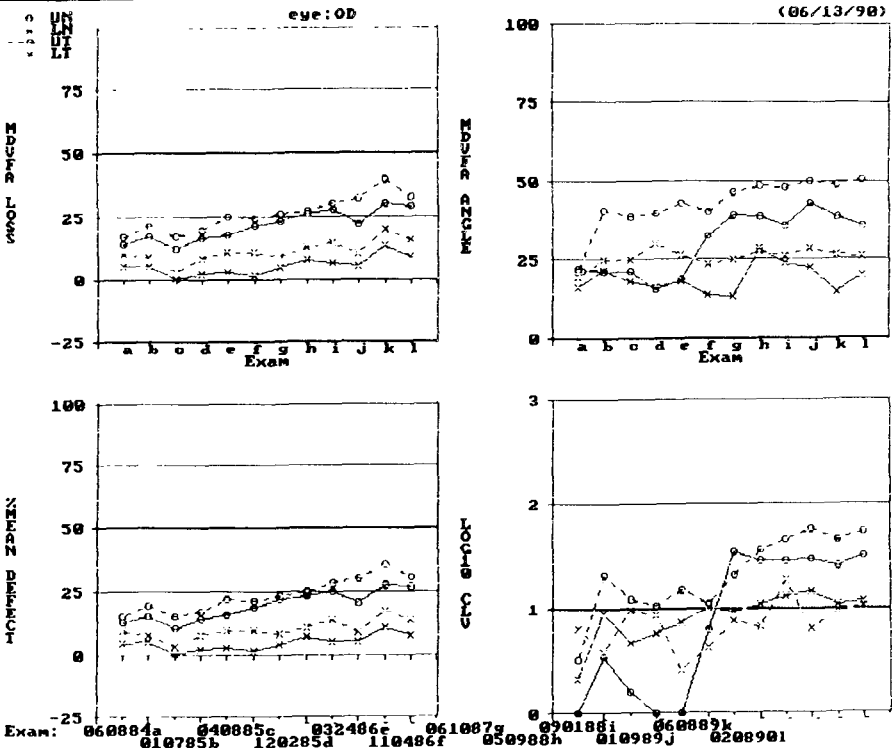 UN
LN
UT
LT
eye:OD
(06/13/90)
MDVFA LOSS
75
50
25
0
-25
a b c d e f g h i j k l
Exam
MDVFA ANGLE
100
75
50
25
0
a b c d e f g h i j k l
Exam
%MEAN DEFECT
100
75
50
25
0
-25
LOG10 CLV
3
2
1
0
Exam: 060884a 040885c 032486e 061087g 090188i 060889k
010785b 120285d 110486f 050988h 010989j 020890l